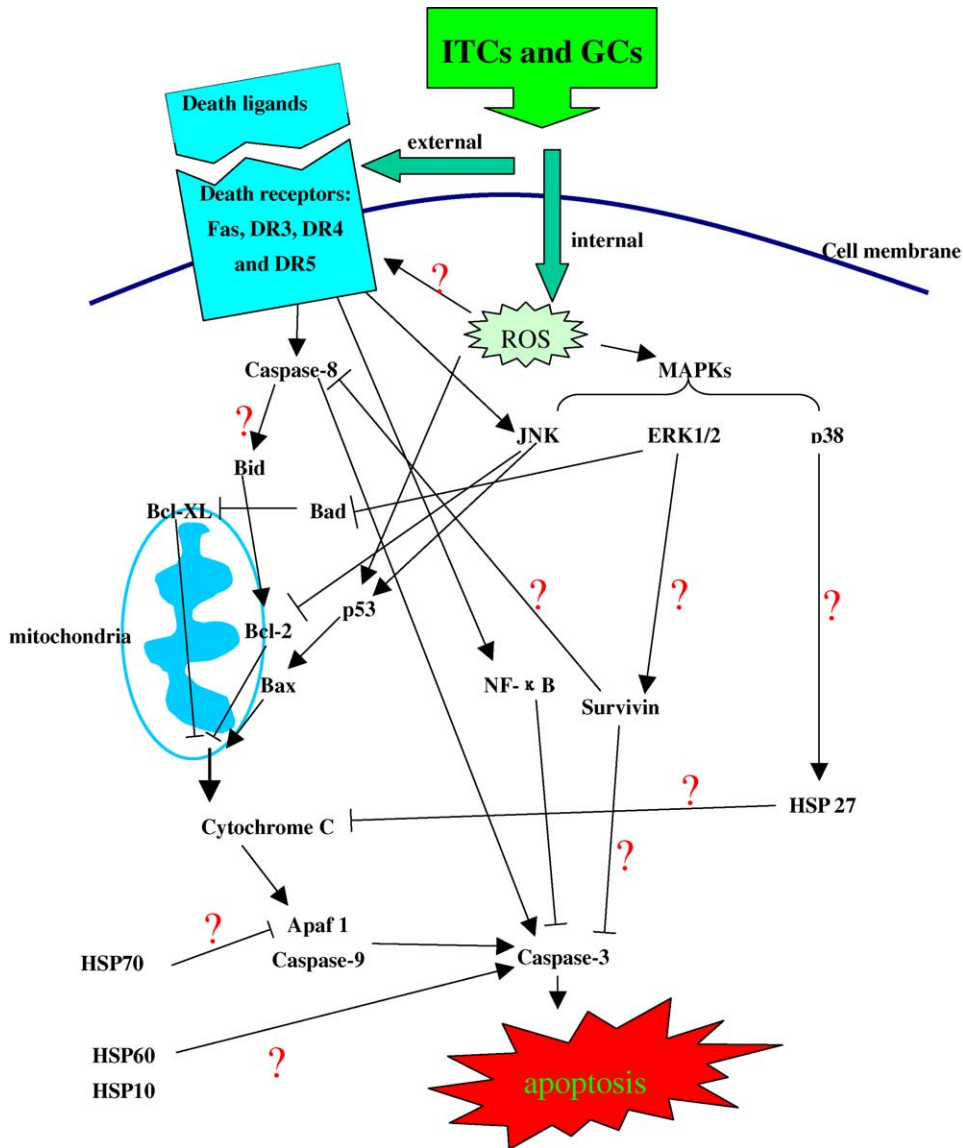 ITCs and GCs
Death ligands
external
Death receptors:
Fas, DR3, DR4
and DR5
internal
Cell membrane
?
ROS
MAPKs
Caspase-8
?
JNK
ERK1/2
p38
Bid
Bcl-XL
Bad
p53
?
?
?
mitochondria
Bcl-2
Bax
NF-κB
Survivin
?
HSP 27
Cytochrome C
?
?
Apaf 1
HSP70
Caspase-9
Caspase-3
HSP60
?
HSP10
apoptosis